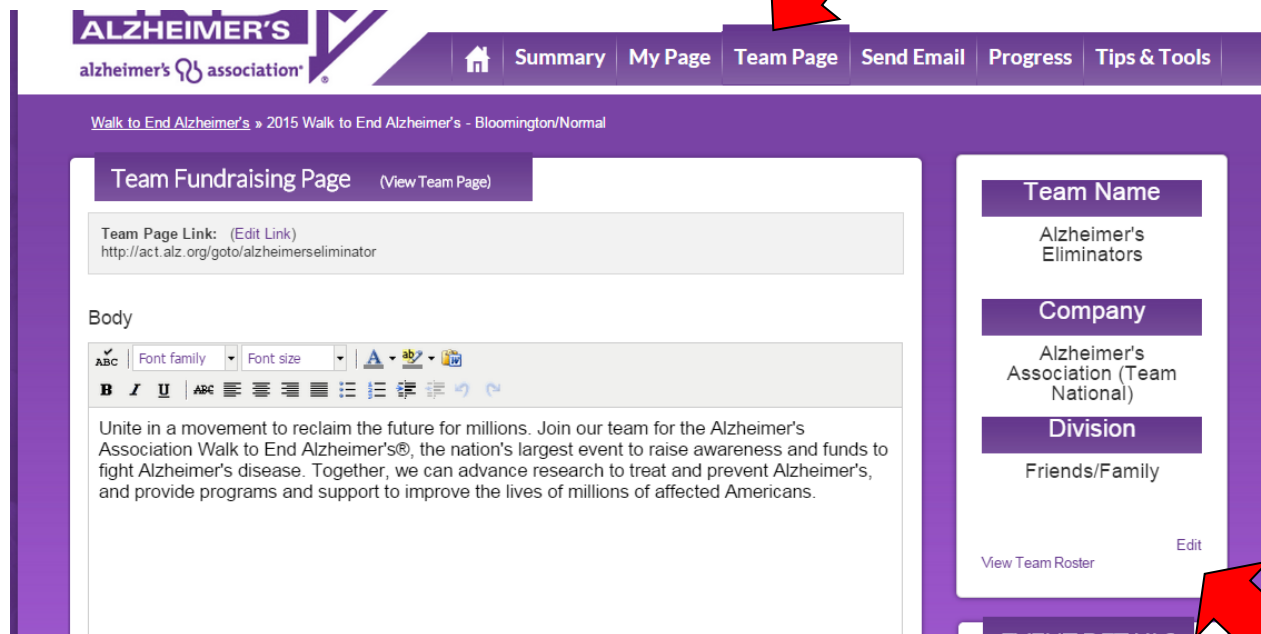 ALZHEIMER'S
alzheimer's association®
Summary My Page Team Page Send Email Progress Tips & Tools
Walk to End Alzheimer's » 2015 Walk to End Alzheimer's - Bloomington/Normal
Team Fundraising Page (View Team Page)
Team Page Link: (Edit Link)
http://act.alz.org/goto/alzheimerseliminator
Body
ABC Font family Font size A ab W
B I U ABC
Unite in a movement to reclaim the future for millions. Join our team for the Alzheimer's
Association Walk to End Alzheimer's®, the nation's largest event to raise awareness and funds to
fight Alzheimer's disease. Together, we can advance research to treat and prevent Alzheimer's,
and provide programs and support to improve the lives of millions of affected Americans.
Team Name
Alzheimer's
Eliminators
Company
Alzheimer's
Association (Team
National)
Division
Friends/Family
Edit
View Team Roster